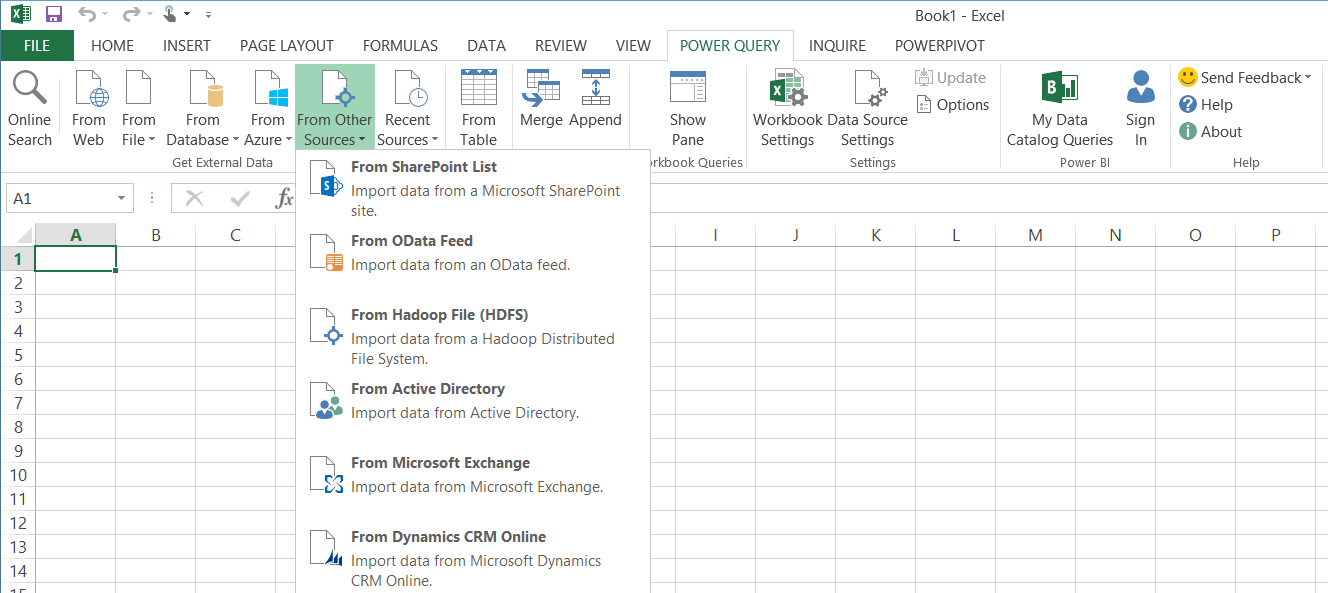 Book1 - Excel
FILE HOME INSERT PAGE LAYOUT FORMULAS DATA REVIEW VIEW POWER QUERY INQUIRE POWERPIVOT
Online Search
From Web
From File
From Database
From Azure
From Other Sources
Recent Sources
Get External Data
From Table
Merge
Append
Show Pane
rkbook Queries
Workbook Settings
Data Source Settings
Update
Options
Settings
My Data Catalog Queries
Sign In
Power BI
Send Feedback
Help
About
Help
A1
fx
From SharePoint List
Import data from a Microsoft SharePoint
site.
From OData Feed
Import data from an OData feed.
From Hadoop File (HDFS)
Import data from a Hadoop Distributed
File System.
From Active Directory
Import data from Active Directory.
From Microsoft Exchange
Import data from Microsoft Exchange.
From Dynamics CRM Online
Import data from Microsoft Dynamics
CRM Online.
A B C I J K L M N O P
1
2
3
4
5
6
7
8
9
10
11
12
13
14